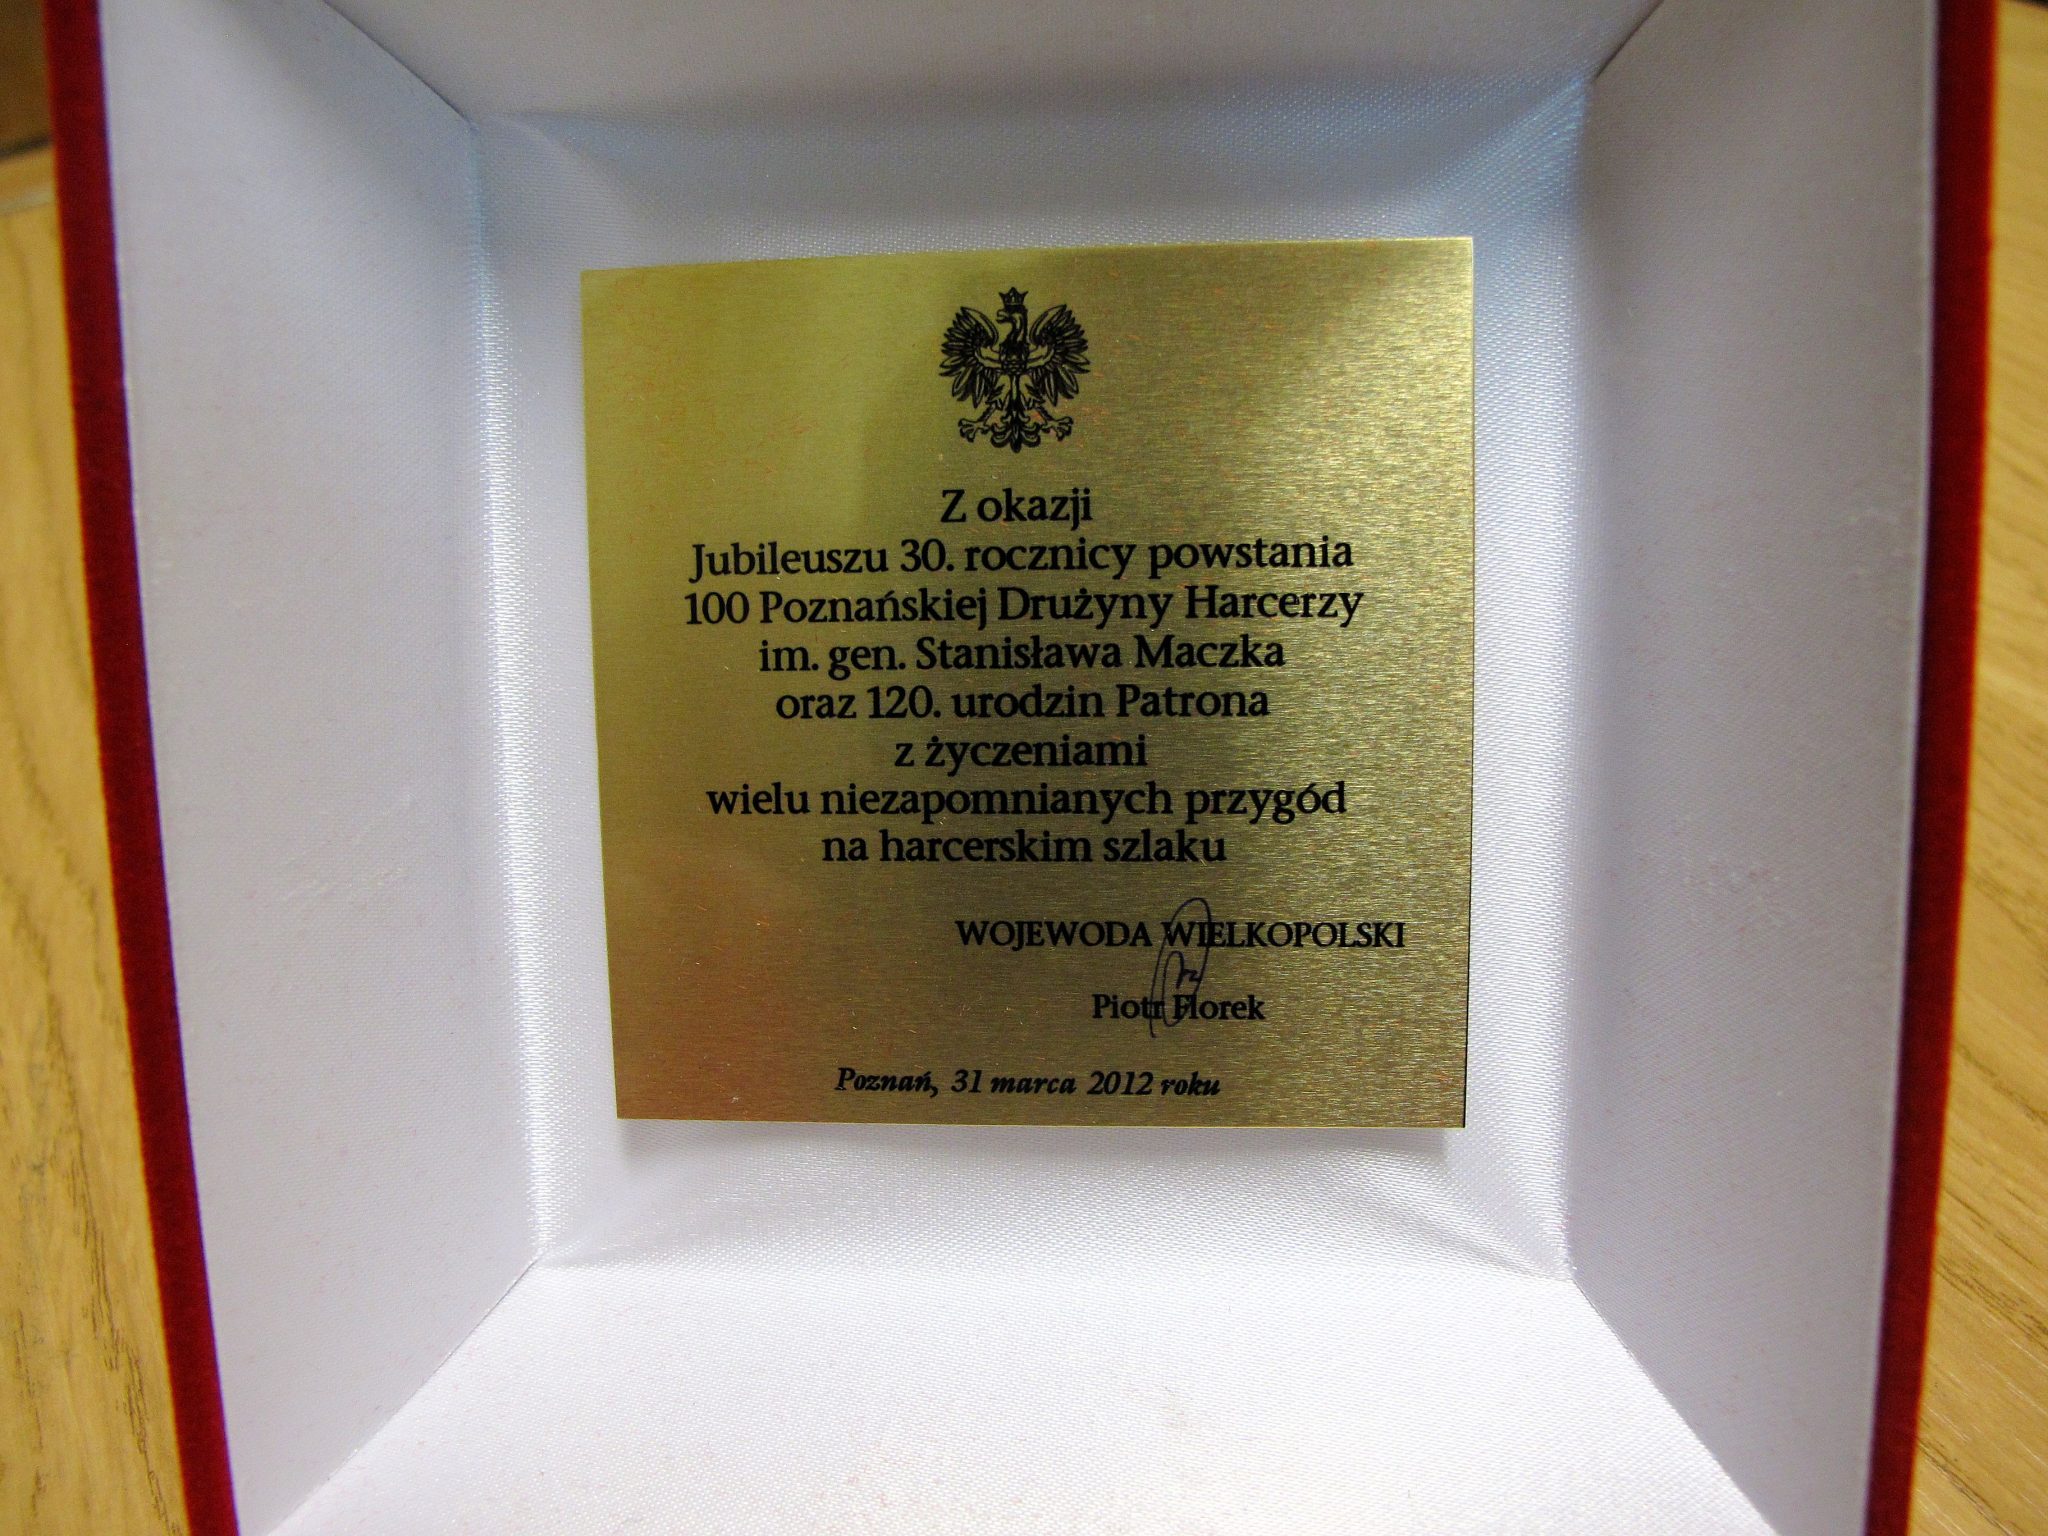 Z okazji
Jubileuszu 30. rocznicy powstania
100 Poznańskiej Drużyny Harcerzy
im. gen. Stanisława Maczka
oraz 120. urodzin Patrona
z życzeniami
wielu niezapomnianych przygód
na harcerskim szlaku
WOJEWODA WIELKOPOLSKI
Piotr Florek
Poznań, 31 marca 2012 roku